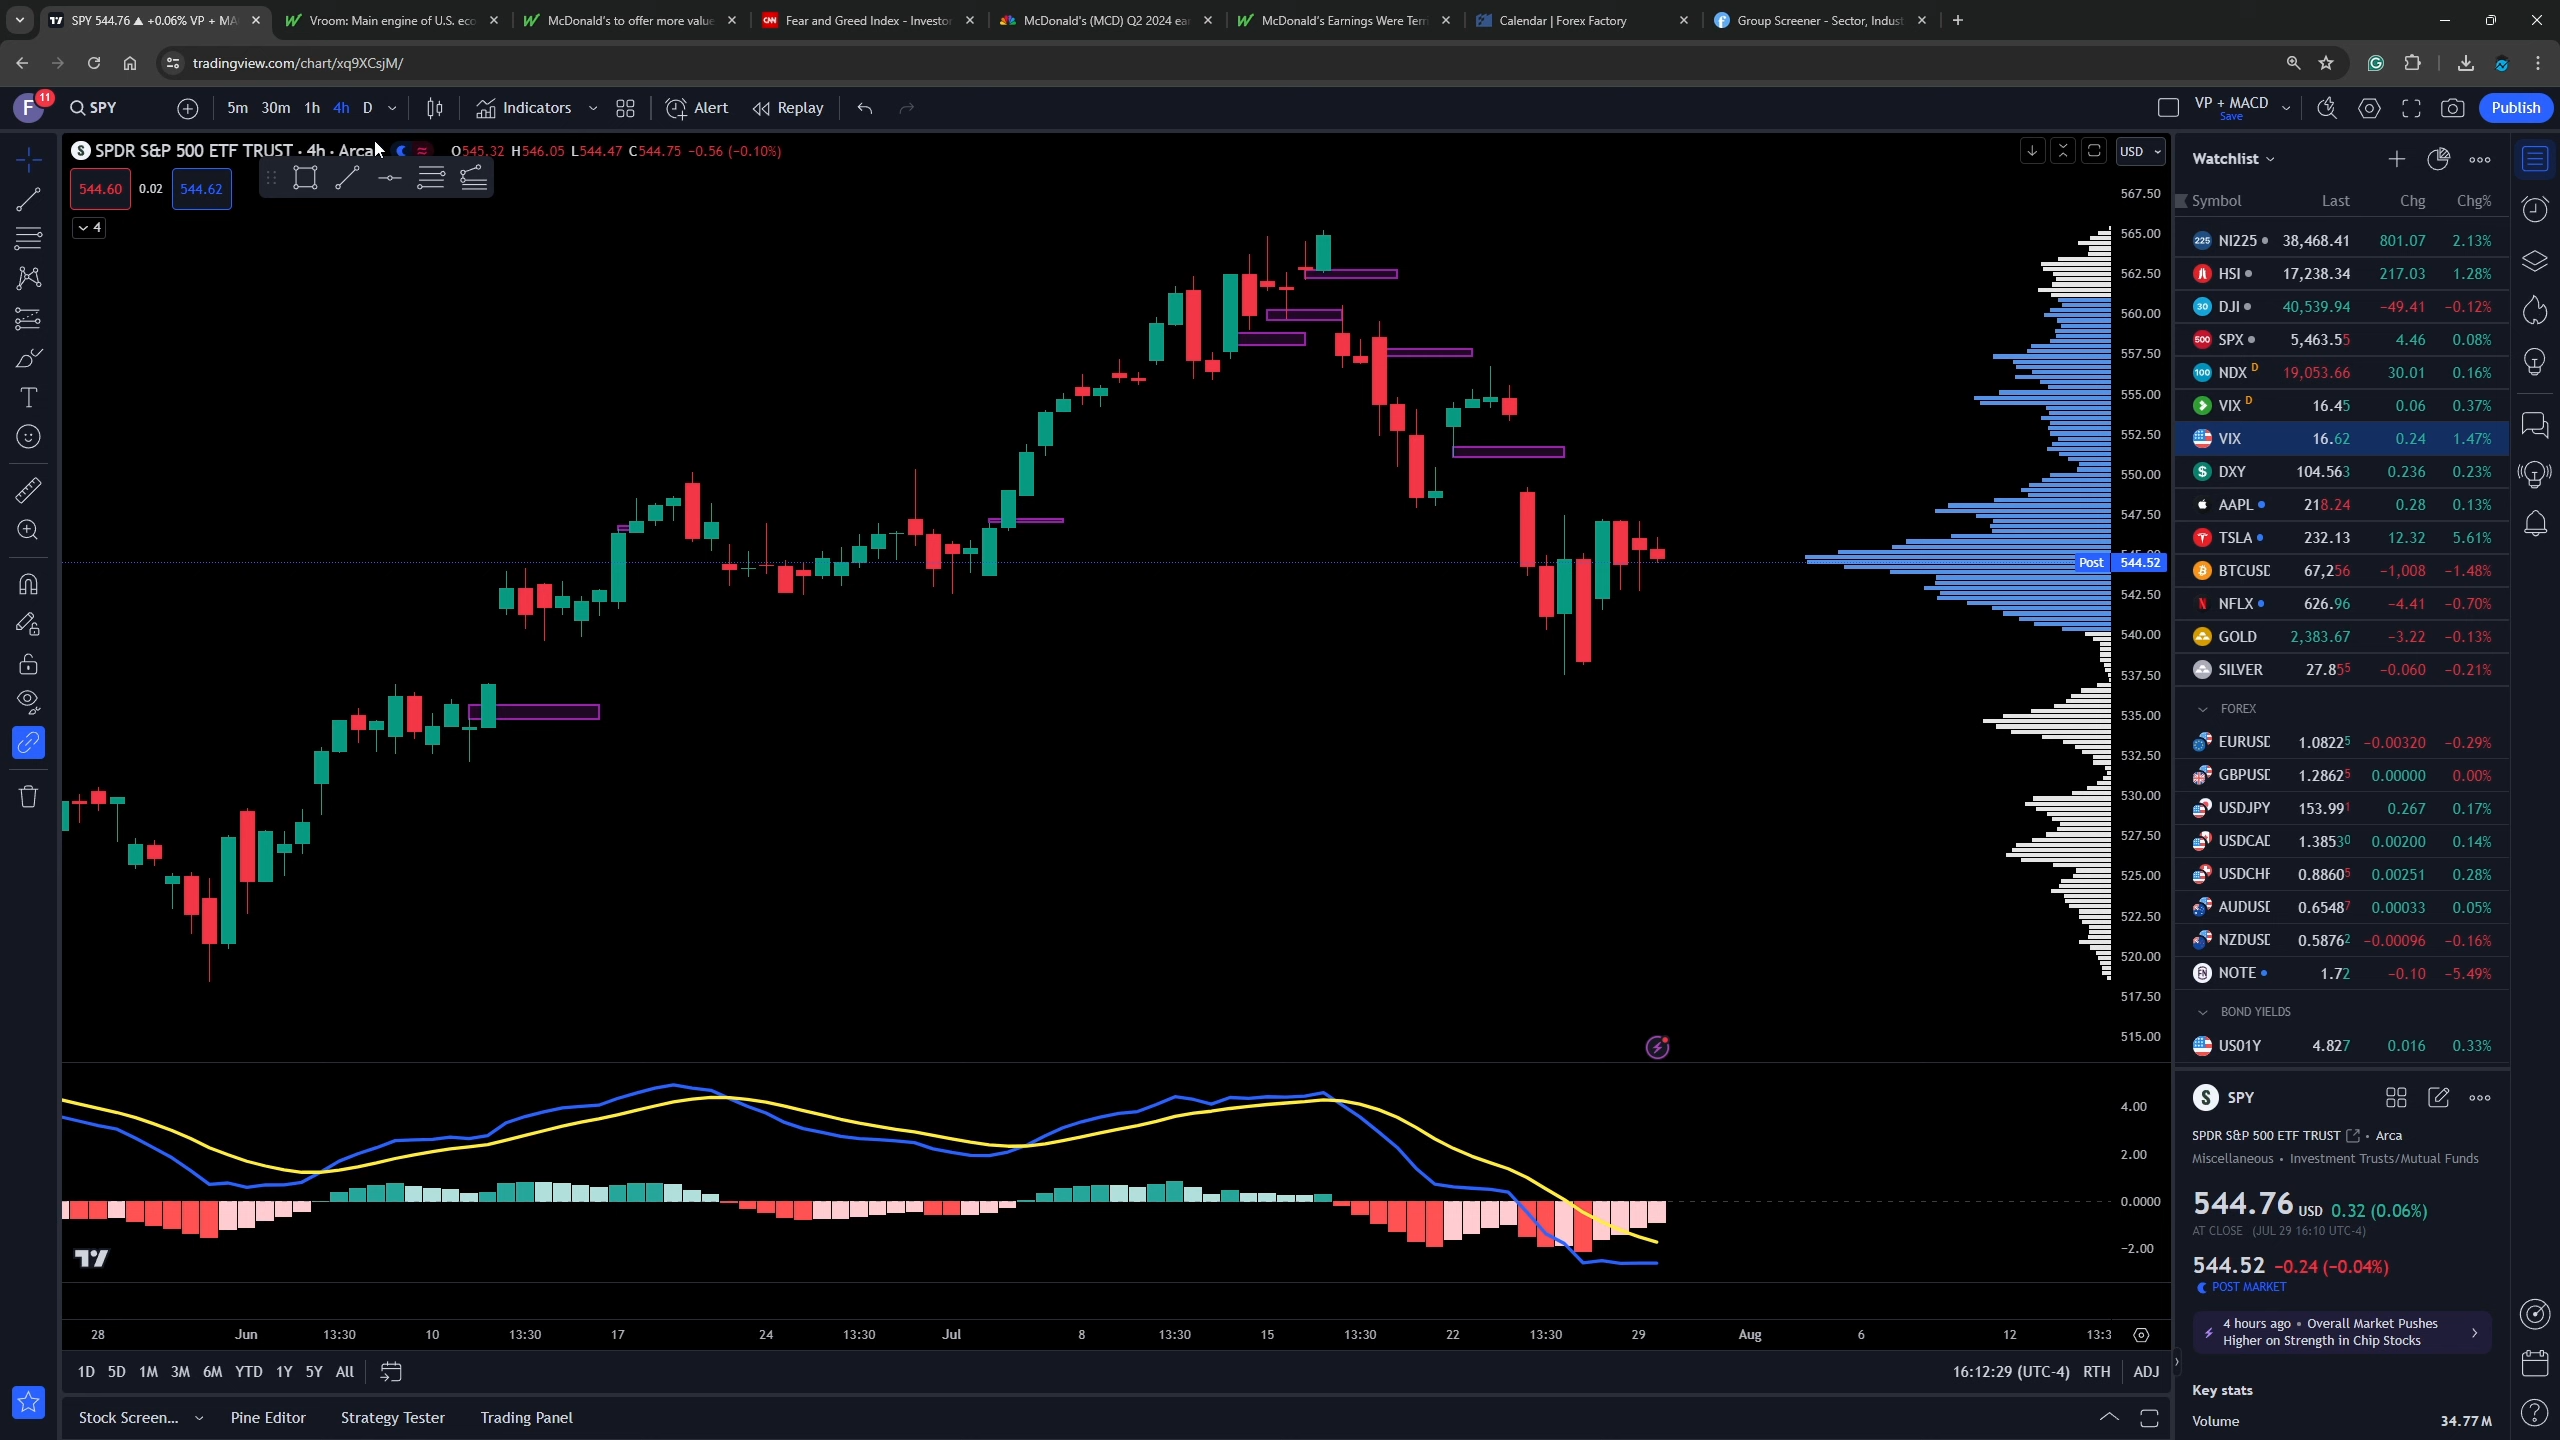 SPY 544.76 ▲ +0.06% VP + MA
Vroom: Main engine of U.S. eco
McDonald's to offer more value
Fear and Greed Index - Investor
McDonald's (MCD) Q2 2024 ea
McDonald's Earnings Were Terr
Calendar | Forex Factory
Group Screener - Sector, Indust
tradingview.com/chart/xq9XCsjM/
F
11
SPY
5m 30m 1h 4h D
Indicators
Alert
Replay
VP + MACD
Save
Publish
SPDR S&P 500 ETF TRUST · 4h · Arca
O545.32 H546.05 L544.47 C544.75 -0.56 (-0.10%)
USD
544.60
0.02
544.62
4
567.50
565.00
562.50
560.00
557.50
555.00
552.50
550.00
547.50
Post 544.52
542.50
540.00
537.50
535.00
532.50
530.00
527.50
525.00
522.50
520.00
517.50
515.00
4.00
2.00
0.0000
-2.00
28 Jun 13:30 10 13:30 17 24 13:30 Jul 8 13:30 15 13:30 22 13:30 29 Aug 6 12 13:3
1D 5D 1M 3M 6M YTD 1Y 5Y All
16:12:29 (UTC-4) RTH ADJ
Stock Screen... Pine Editor Strategy Tester Trading Panel
Watchlist
Symbol Last Chg Chg%
NI225 38,468.41 801.07 2.13%
HSI 17,238.34 217.03 1.28%
DJI 40,539.94 -49.41 -0.12%
SPX 5,463.55 4.46 0.08%
NDX D 19,053.66 30.01 0.16%
VIX D 16.45 0.06 0.37%
VIX 16.62 0.24 1.47%
DXY 104.563 0.236 0.23%
AAPL 218.24 0.28 0.13%
TSLA 232.13 12.32 5.61%
BTCUSD 67,256 -1,008 -1.48%
NFLX 626.96 -4.41 -0.70%
GOLD 2,383.67 -3.22 -0.13%
SILVER 27.855 -0.060 -0.21%
FOREX
EURUSD 1.08225 -0.00320 -0.29%
GBPUSD 1.28625 0.00000 0.00%
USDJPY 153.991 0.267 0.17%
USDCAD 1.38530 0.00200 0.14%
USDCHF 0.88605 0.00251 0.28%
AUDUSD 0.65487 0.00033 0.05%
NZDUSD 0.58762 -0.00096 -0.16%
NOTE 1.72 -0.10 -5.49%
BOND YIELDS
US01Y 4.827 0.016 0.33%
SPY
SPDR S&P 500 ETF TRUST · Arca
Miscellaneous · Investment Trusts/Mutual Funds
544.76 USD 0.32 (0.06%)
AT CLOSE (JUL 29 16:10 UTC-4)
544.52 -0.24 (-0.04%)
POST MARKET
4 hours ago · Overall Market Pushes
Higher on Strength in Chip Stocks
Key stats
Volume 34.77M